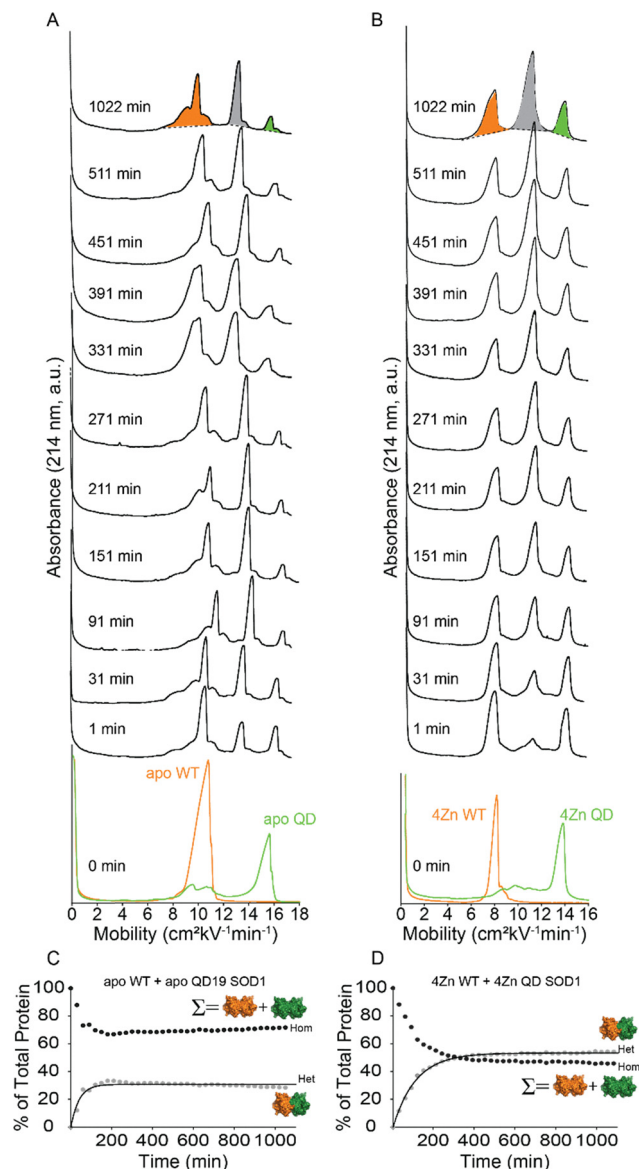 A
1022 min
511 min
451 min
391 min
331 min
271 min
211 min
151 min
91 min
31 min
1 min
apo WT
apo QD
0 min
Absorbance (214 nm, a.u.)
0 2 4 6 8 10 12 14 16 18
Mobility (cm²kV⁻¹min⁻¹)
B
1022 min
511 min
451 min
391 min
331 min
271 min
211 min
151 min
91 min
31 min
1 min
4Zn WT
4Zn QD
0 min
Absorbance (214 nm, a.u.)
0 2 4 6 8 10 12 14 16
Mobility (cm²kV⁻¹min⁻¹)
C
apo WT + apo QD19 SOD1
Σ= +
Hom
Het
% of Total Protein
100
80
60
40
20
0
0 200 400 600 800 1000
Time (min)
D
4Zn WT + 4Zn QD SOD1
Het
Hom
Σ= +
% of Total Protein
100
80
60
40
20
0
0 200 400 600 800 1000
Time (min)